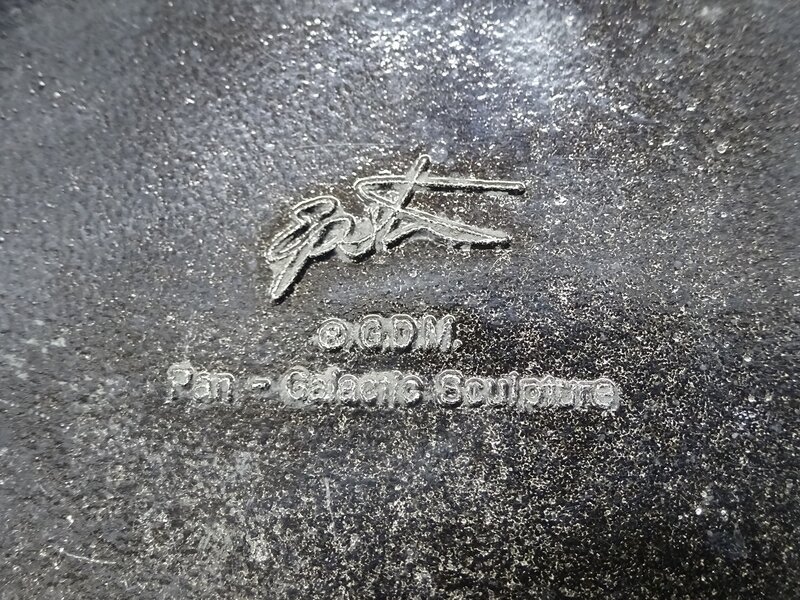 ® G.D.M.
Pan - Galactic Sculpture